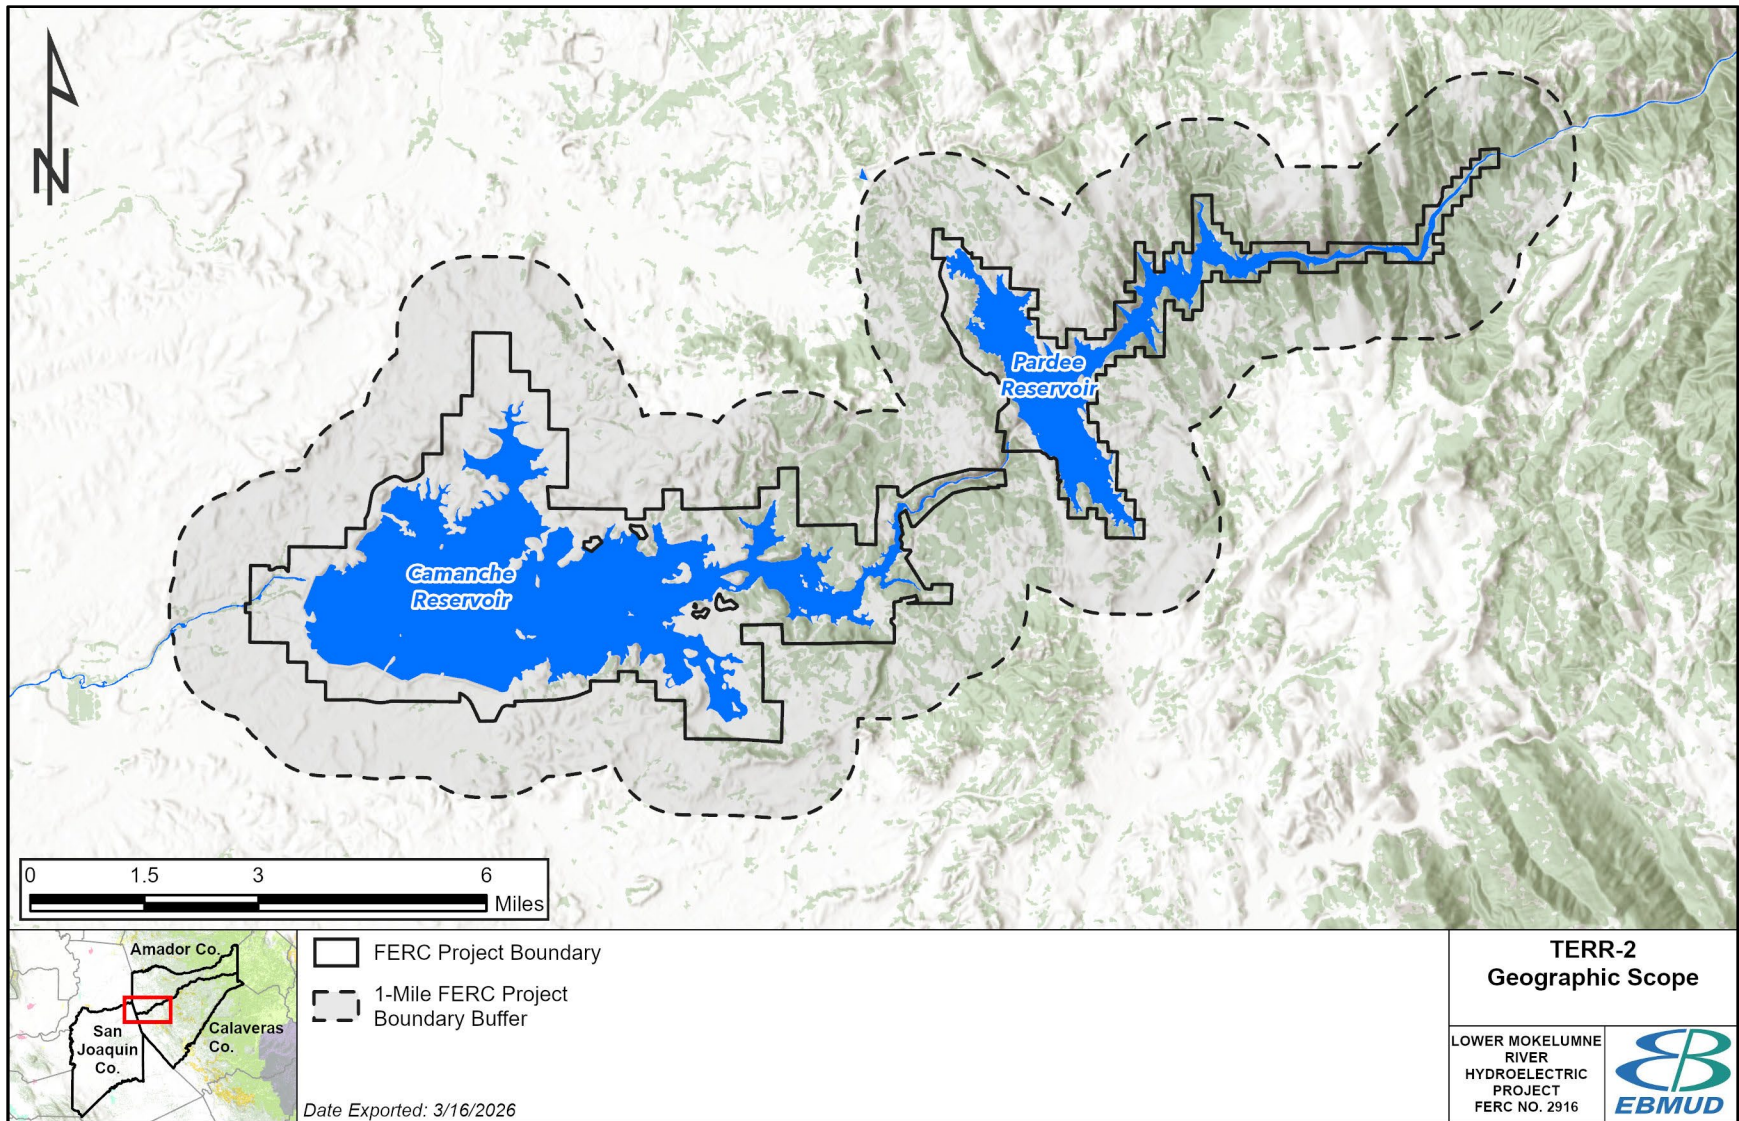 N
Pardee
Reservoir
Camanche
Reservoir
0 1.5 3 6
Miles
Amador Co.
San
Joaquin
Co.
Calaveras
Co.
FERC Project Boundary
1-Mile FERC Project
Boundary Buffer
Date Exported: 3/16/2026
TERR-2
Geographic Scope
LOWER MOKELUMNE
RIVER
HYDROELECTRIC
PROJECT
FERC NO. 2916
EBMUD